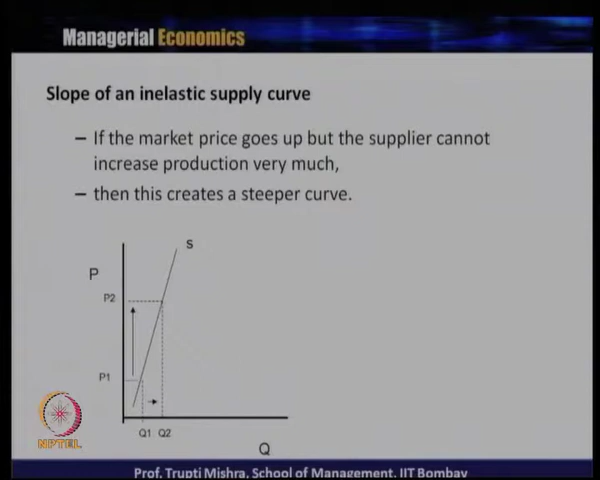 Managerial Economics
Slope of an inelastic supply curve
– If the market price goes up but the supplier cannot
increase production very much,
– then this creates a steeper curve.
S
P
P2
P1
Q1 Q2
Q
NPTEL
Prof. Trupti Mishra, School of Management, IIT Bombay